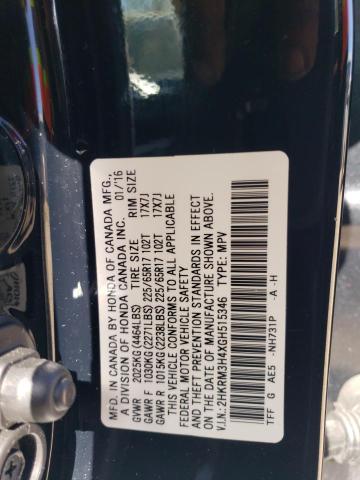 MFD. IN CANADA BY HONDA OF CANADA MFG.,
A DIVISION OF HONDA CANADA INC. 01/16
GVWR 2025KG(4464LBS) TIRE SIZE RIM SIZE
GAWR F 1030KG(2271LBS) 225/65R17 102T 17X7J
GAWR R 1015KG(2238LBS) 225/65R17 102T 17X7J
THIS VEHICLE CONFORMS TO ALL APPLICABLE
FEDERAL MOTOR VEHICLE SAFETY
AND THEFT PREVENTION STANDARDS IN EFFECT
ON THE DATE OF MANUFACTURE SHOWN ABOVE.
V.I.N.: 2HKRM3H4XGH515346 TYPE: MPV
TFF G AE5 -NH731P -A -H